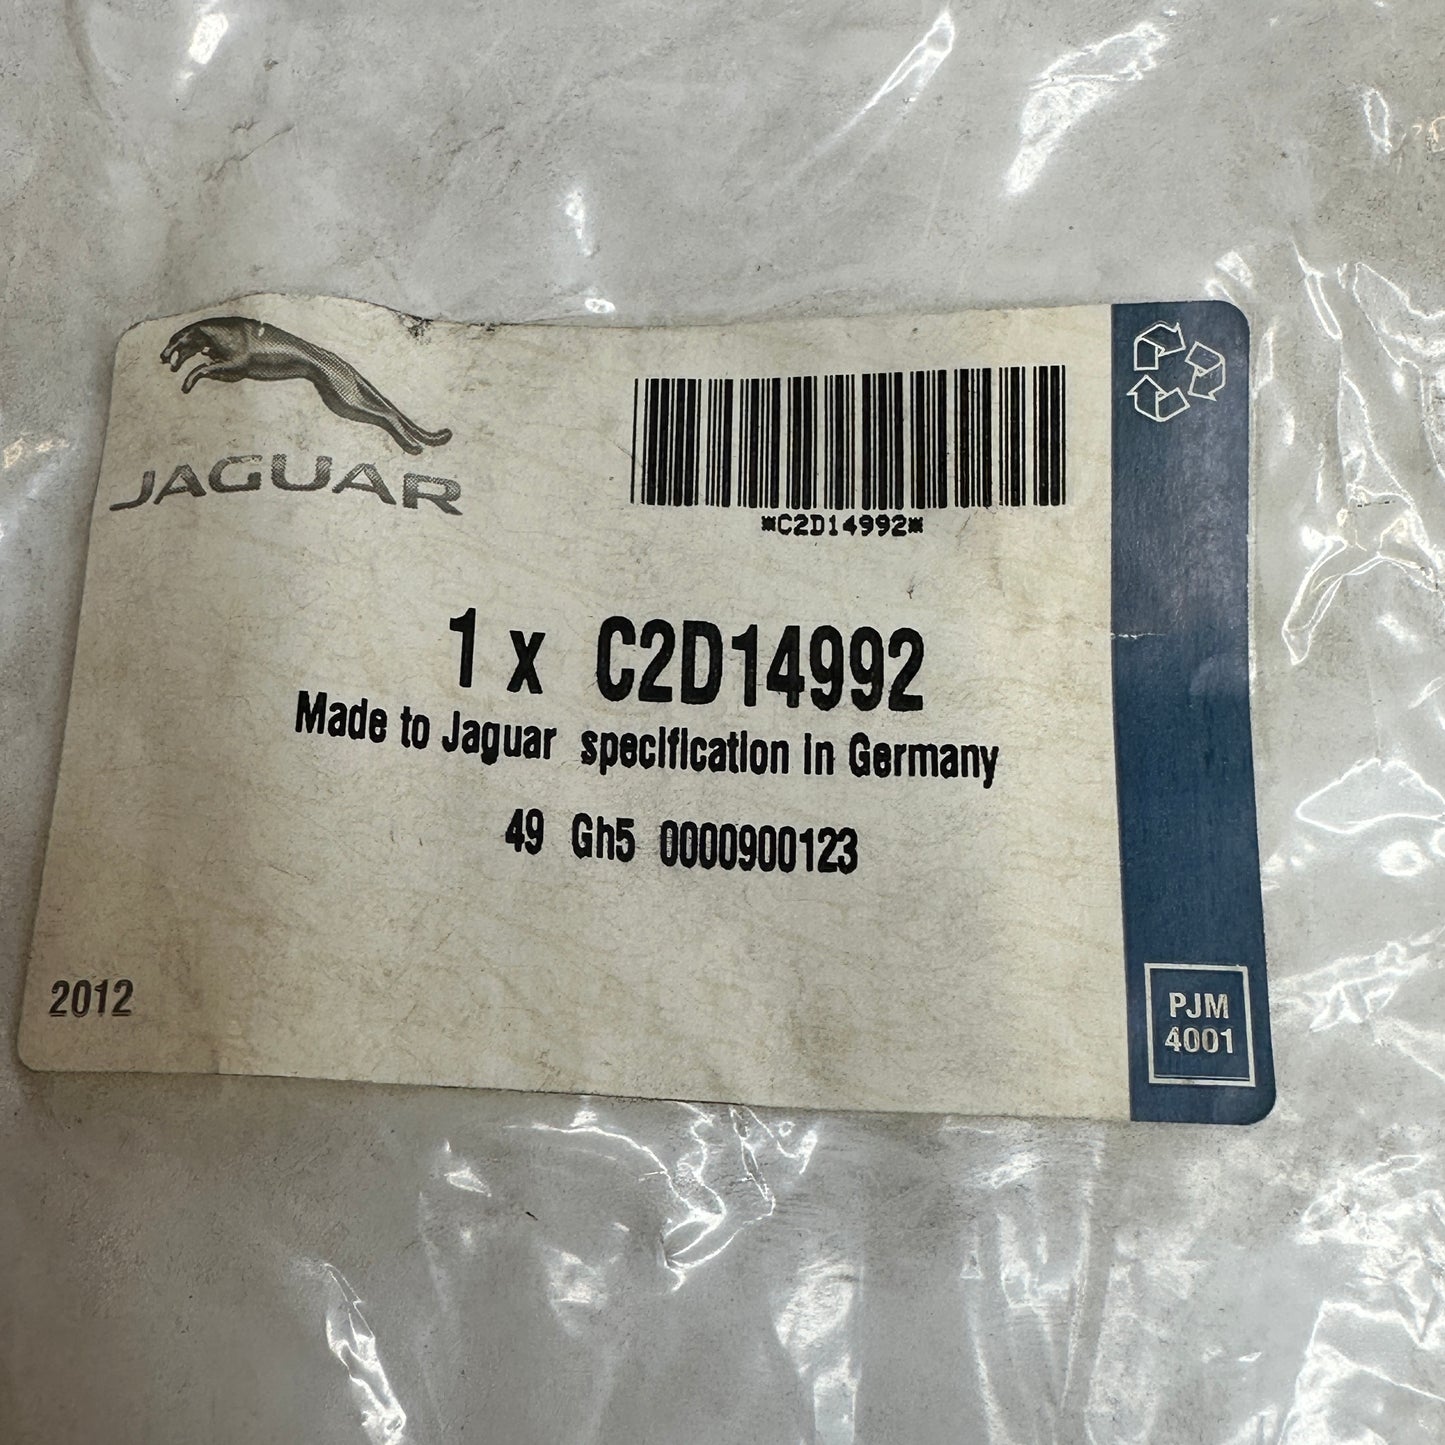 JAGUAR
*C2D14992*
1 x C2D14992
Made to Jaguar specification in Germany
49 Gh5 0000900123
2012
PJM
4001